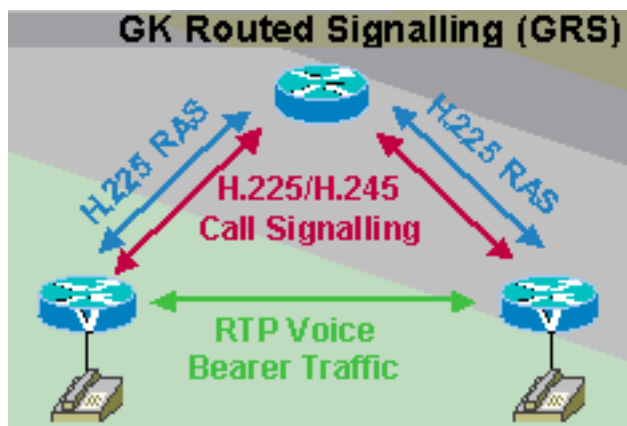 GK Routed Signalling (GRS)
H.225 RAS
H.225 RAS
H.225/H.245
Call Signalling
V
V
RTP Voice
Bearer Traffic